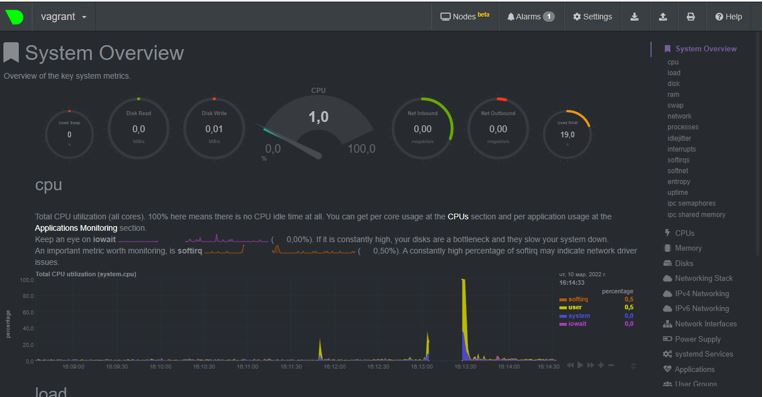 vagrant
Nodes beta
Alarms 1
Settings
Help
System Overview
Overview of the key system metrics.
Used Swap
0
%
Disk Read
0,0
Disk Write
0,01
CPU
1,0
0,0
100,0
%
Net Inbound
0,00
megabits/s
Net Outbound
0,00
megabits/s
Used RAM
19,0
%
cpu
Total CPU utilization (all cores). 100% here means there is no CPU idle time at all. You can get per core usage at the CPUs section and per application usage at the
Applications Monitoring section.
Keep an eye on iowait ( 0,00%). If it is constantly high, your disks are a bottleneck and they slow your system down.
An important metric worth monitoring, is softirq ( 0,50%). A constantly high percentage of softirq may indicate network driver
issues.
Total CPU utilization (system.cpu)
percentage
100.0
80.0
60.0
40.0
20.0
0.0
16:09:00
16:09:30
16:10:00
16:10:30
16:11:00
16:11:30
16:12:00
16:12:30
16:13:00
16:13:30
16:14:00
16:14:30
чт, 10 мар. 2022 г.
16:14:33
percentage
softirq 0,5
user 0,5
system 0,0
iowait 0,0
load
System Overview
cpu
load
disk
ram
swap
network
processes
idlejitter
interrupts
softirqs
softnet
entropy
uptime
ipc semaphores
ipc shared memory
CPUs
Memory
Disks
Networking Stack
IPv4 Networking
IPv6 Networking
Network Interfaces
Power Supply
systemd Services
Applications
User Groups